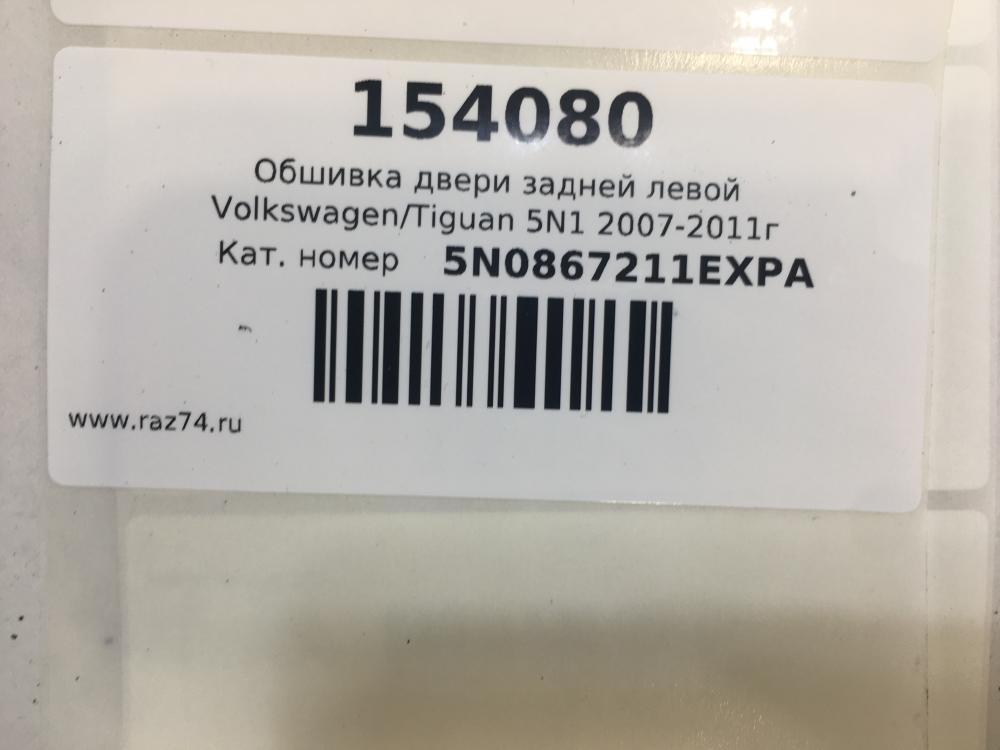 154080
Обшивка двери задней левой
Volkswagen/Tiguan 5N1 2007-2011г
Кат. номер 5N0867211EXPA
www.raz74.ru